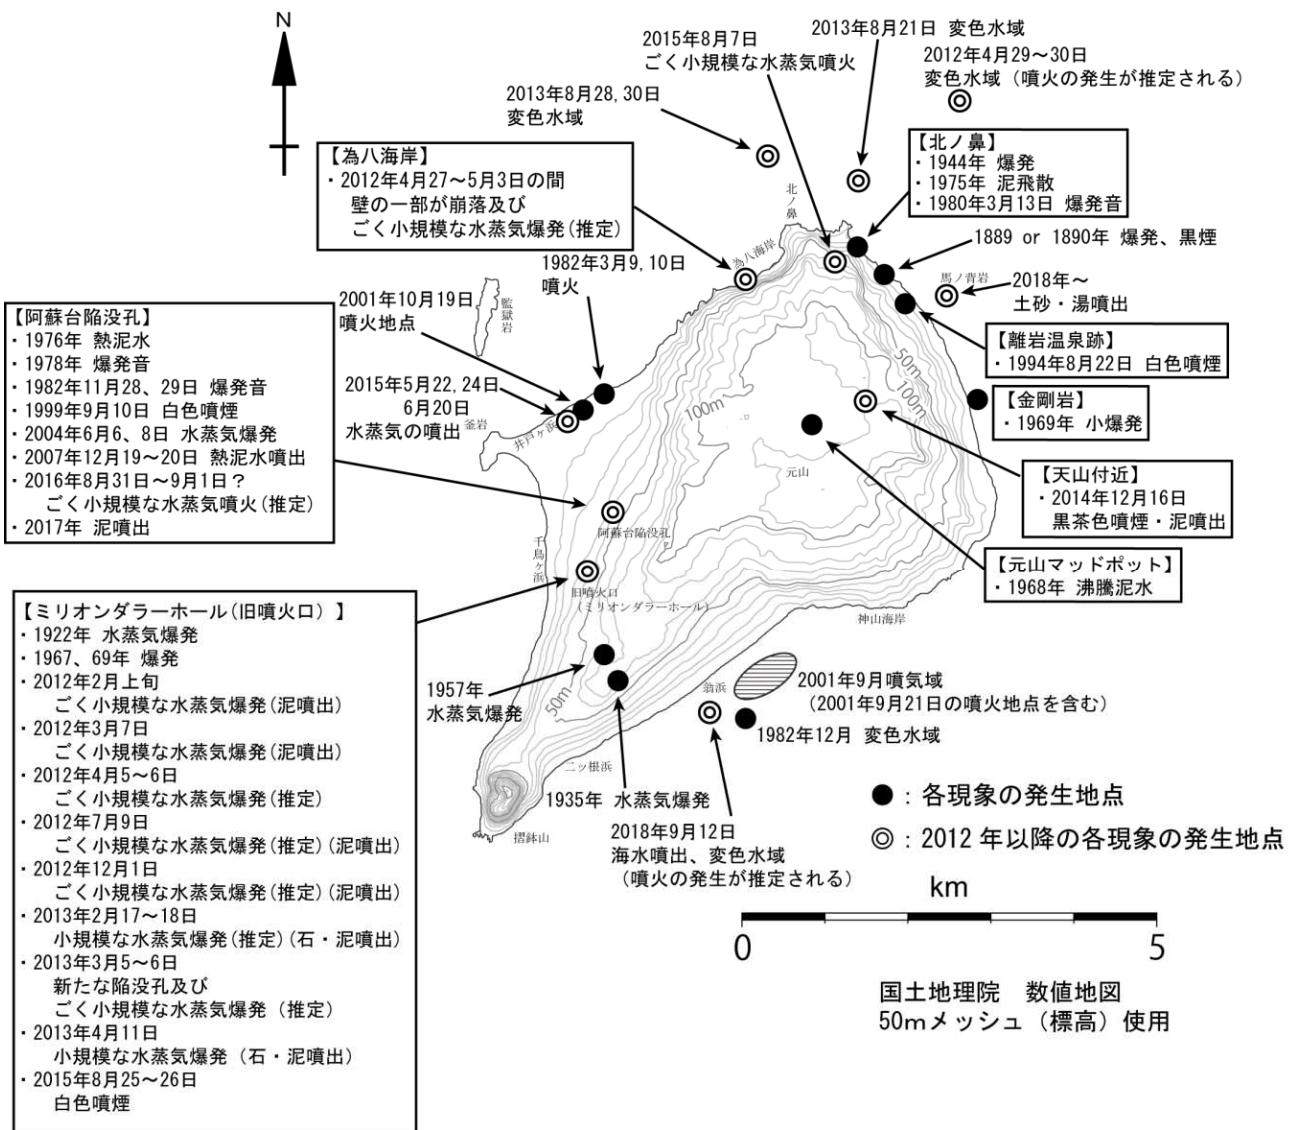 N
2013年8月21日 変色水域
2015年8月7日
ごく小規模な水蒸気噴火
2012年4月29～30日
変色水域（噴火の発生が推定される）
2013年8月28,30日
変色水域
【為八海岸】
・2012年4月27～5月3日の間
壁の一部が崩落及び
ごく小規模な水蒸気爆発(推定)
【北ノ鼻】
・1944年 爆発
・1975年 泥飛散
・1980年3月13日 爆発音
北ノ鼻
1889 or 1890年 爆発、黒煙
為八海岸
馬ノ背岩
2018年～
土砂・湯噴出
1982年3月9,10日
噴火
2001年10月19日
噴火地点
監獄岩
【離岩温泉跡】
・1994年8月22日 白色噴煙
【阿蘇台陥没孔】
・1976年 熱泥水
・1978年 爆発音
・1982年11月28、29日 爆発音
・1999年9月10日 白色噴煙
・2004年6月6、8日 水蒸気爆発
・2007年12月19～20日 熱泥水噴出
・2016年8月31日～9月1日？
ごく小規模な水蒸気噴火(推定)
・2017年 泥噴出
2015年5月22,24日
6月20日
水蒸気の噴出
釜岩
井戸ヶ浜
50m
100m
100m
【金剛岩】
・1969年 小爆発
元山
【天山付近】
・2014年12月16日
黒茶色噴煙・泥噴出
阿蘇台陥没孔
千鳥ヶ浜
【元山マッドポット】
・1968年 沸騰泥水
旧噴火口
（ミリオンダラーホール）
神山海岸
【ミリオンダラーホール(旧噴火口）】
・1922年 水蒸気爆発
・1967、69年 爆発
・2012年2月上旬
ごく小規模な水蒸気爆発(泥噴出)
・2012年3月7日
ごく小規模な水蒸気爆発(泥噴出)
・2012年4月5～6日
ごく小規模な水蒸気爆発(推定)
・2012年7月9日
ごく小規模な水蒸気爆発(推定)(泥噴出)
・2012年12月1日
ごく小規模な水蒸気爆発(推定)(泥噴出)
・2013年2月17～18日
小規模な水蒸気爆発(推定)(石・泥噴出)
・2013年3月5～6日
新たな陥没孔及び
ごく小規模な水蒸気爆発（推定)
・2013年4月11日
小規模な水蒸気爆発（石・泥噴出)
・2015年8月25～26日
白色噴煙
1957年
水蒸気爆発
50m
翁浜
2001年9月噴気域
（2001年9月21日の噴火地点を含む）
1982年12月 変色水域
二ッ根浜
1935年 水蒸気爆発
摺鉢山
2018年9月12日
海水噴出、変色水域
（噴火の発生が推定される）
●：各現象の発生地点
◎：2012年以降の各現象の発生地点
km
0
5
国土地理院　数値地図
50mメッシュ（標高）使用